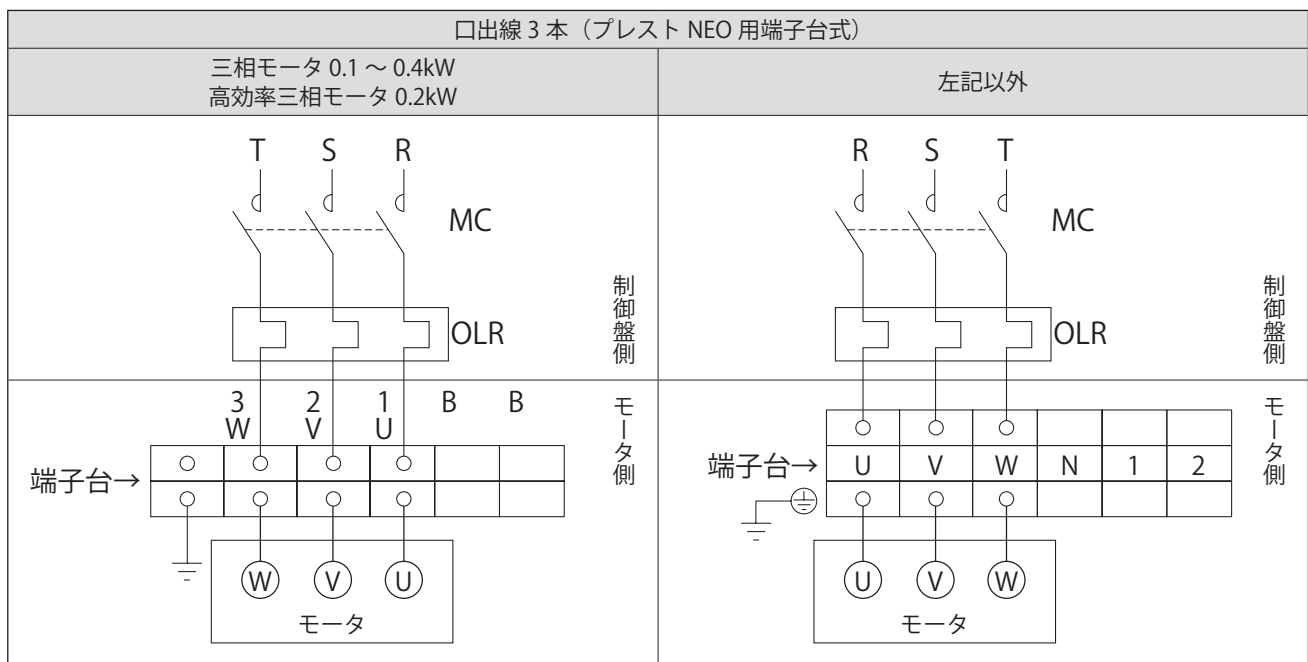 口出線 3 本（プレスト NEO 用端子台式）
三相モータ 0.1 ～ 0.4kW
高効率三相モータ 0.2kW
左記以外
T S R
MC
OLR
制御盤側
3 2 1 B B
W V U
端子台→
モータ側
W V U
モータ
R S T
MC
OLR
制御盤側
端子台→ U V W N 1 2
モータ側
U V W
モータ